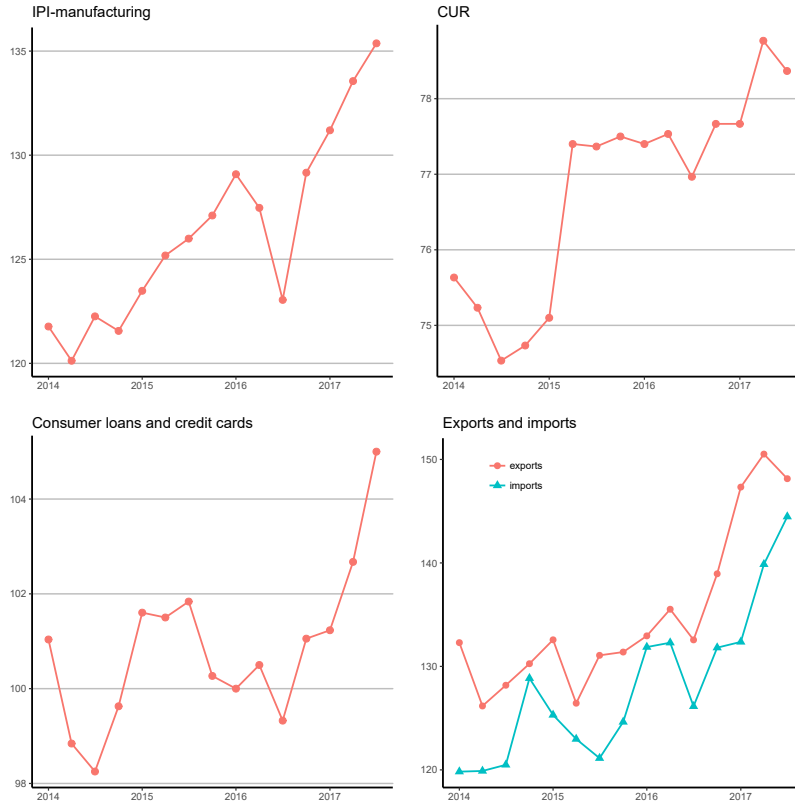 IPI-manufacturing
135
130
125
120
2014 2015 2016 2017
CUR
78
77
76
75
2014 2015 2016 2017
Consumer loans and credit cards
104
102
100
98
2014 2015 2016 2017
Exports and imports
150
140
130
120
exports
imports
2014 2015 2016 2017